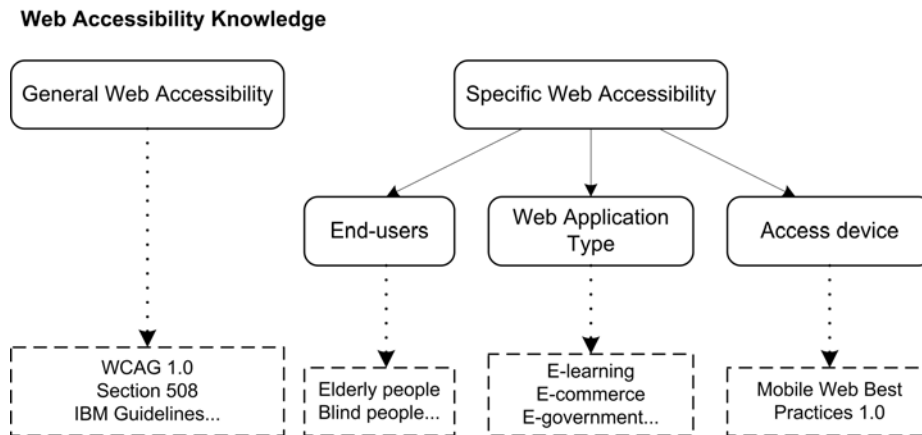 Web Accessibility Knowledge
General Web Accessibility
Specific Web Accessibility
End-users
Web Application
Type
Access device
WCAG 1.0
Section 508
IBM Guidelines...
Elderly people
Blind people...
E-learning
E-commerce
E-government...
Mobile Web Best
Practices 1.0